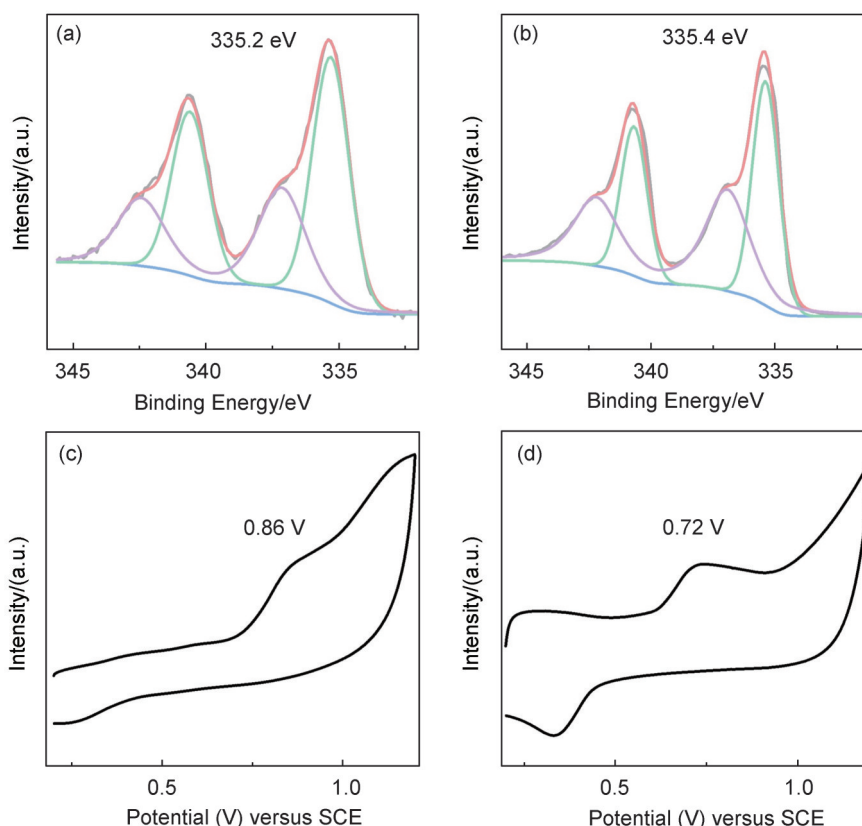 (a)
335.2 eV
Intensity/(a.u.)
345
340
335
Binding Energy/eV
(b)
335.4 eV
Intensity/(a.u.)
345
340
335
Binding Energy/eV
(c)
0.86 V
Intensity/(a.u.)
0.5
1.0
Potential (V) versus SCE
(d)
0.72 V
Intensity/(a.u.)
0.5
1.0
Potential (V) versus SCE